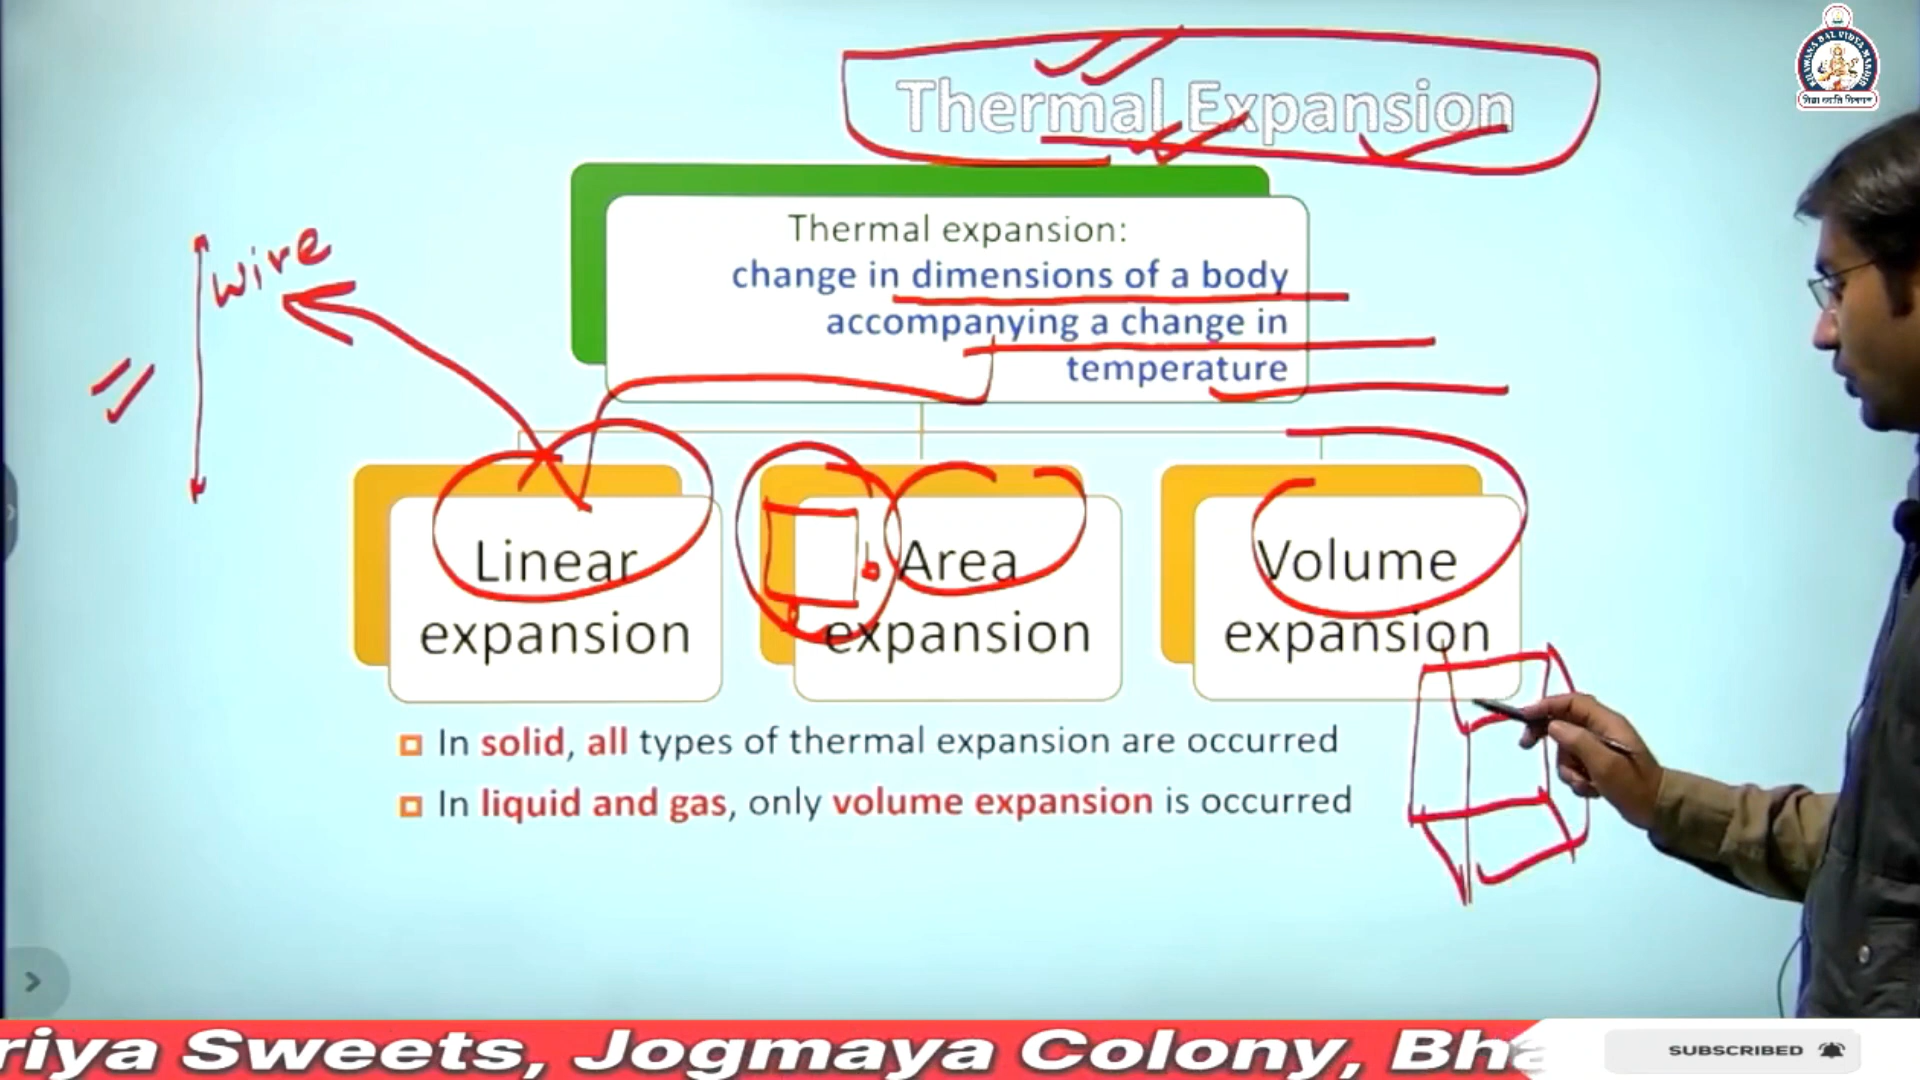 Thermal Expansion
Thermal expansion:
change in dimensions of a body
accompanying a change in
temperature
wire
Linear
expansion
Area
expansion
Volume
expansion
In solid, all types of thermal expansion are occurred
In liquid and gas, only volume expansion is occurred
riya Sweets, Jogmaya Colony, Bha
SUBSCRIBED